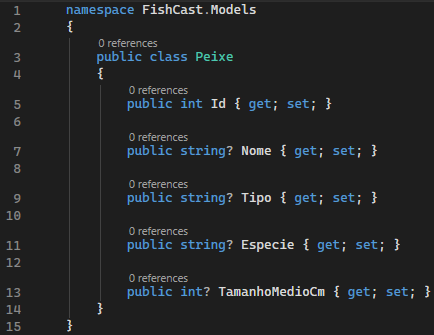 1 namespace FishCast.Models
2 {
0 references
3 public class Peixe
4 {
0 references
5 public int Id { get; set; }
6
0 references
7 public string? Nome { get; set; }
8
0 references
9 public string? Tipo { get; set; }
10
0 references
11 public string? Especie { get; set; }
12
0 references
13 public int? TamanhoMedioCm { get; set; }
14 }
15 }